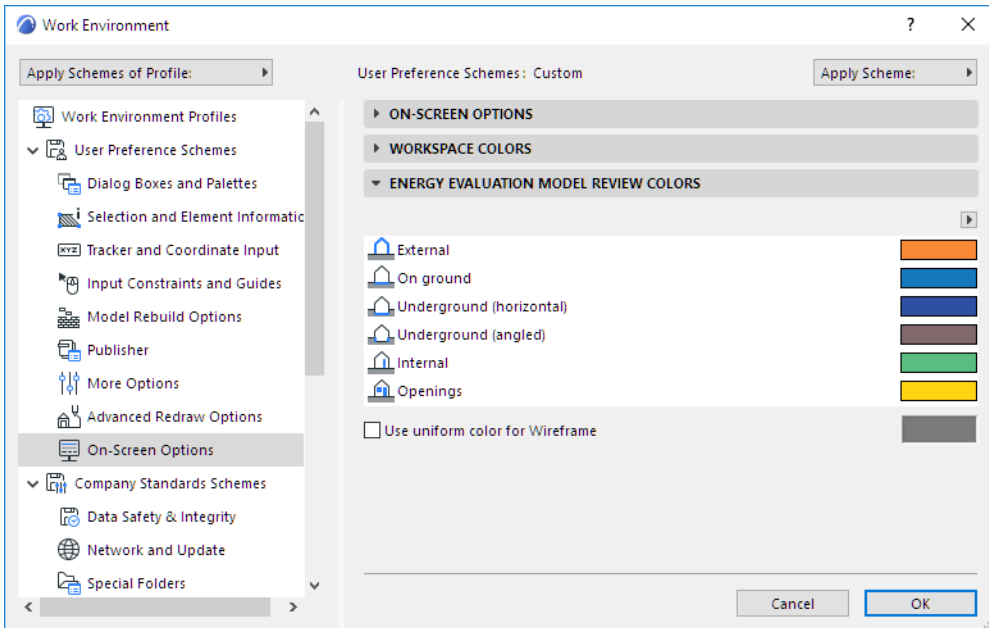 Work Environment
?
Apply Schemes of Profile:
User Preference Schemes: Custom
Apply Scheme:
Work Environment Profiles
User Preference Schemes
Dialog Boxes and Palettes
Selection and Element Informatic
XYZ Tracker and Coordinate Input
Input Constraints and Guides
Model Rebuild Options
Publisher
More Options
Advanced Redraw Options
On-Screen Options
Company Standards Schemes
Data Safety & Integrity
Network and Update
Special Folders
ON-SCREEN OPTIONS
WORKSPACE COLORS
ENERGY EVALUATION MODEL REVIEW COLORS
External
On ground
Underground (horizontal)
Underground (angled)
Internal
Openings
Use uniform color for Wireframe
Cancel
OK